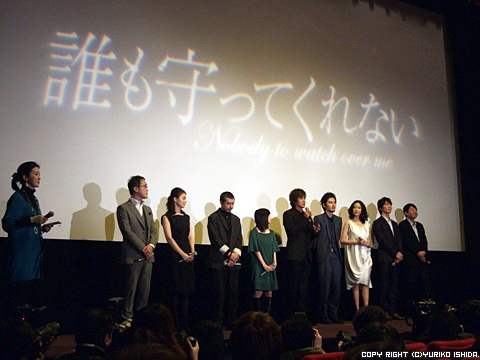 誰も守ってくれない
Nobody to watch over me
COPY RIGHT (C)YURIKO ISHIDA.